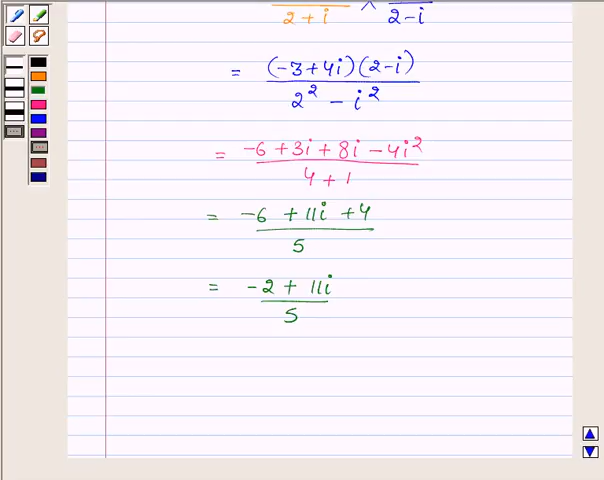 2 + i × 2 - i
= (-3 + 4i)(2 - i) / 2² - i²
= -6 + 3i + 8i - 4i² / 4 + 1
= -6 + 11i + 4 / 5
= -2 + 11i / 5